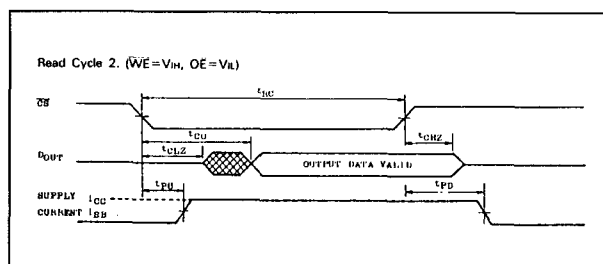 Read Cycle 2. (W̅E̅=VIH, O̅E̅=VIL)
tRC
C̅S̅
tCO
tCHZ
tCLZ
DOUT
OUTPUT DATA VALID
tPU
tPD
SUPPLY ICC
CURRENT ISB